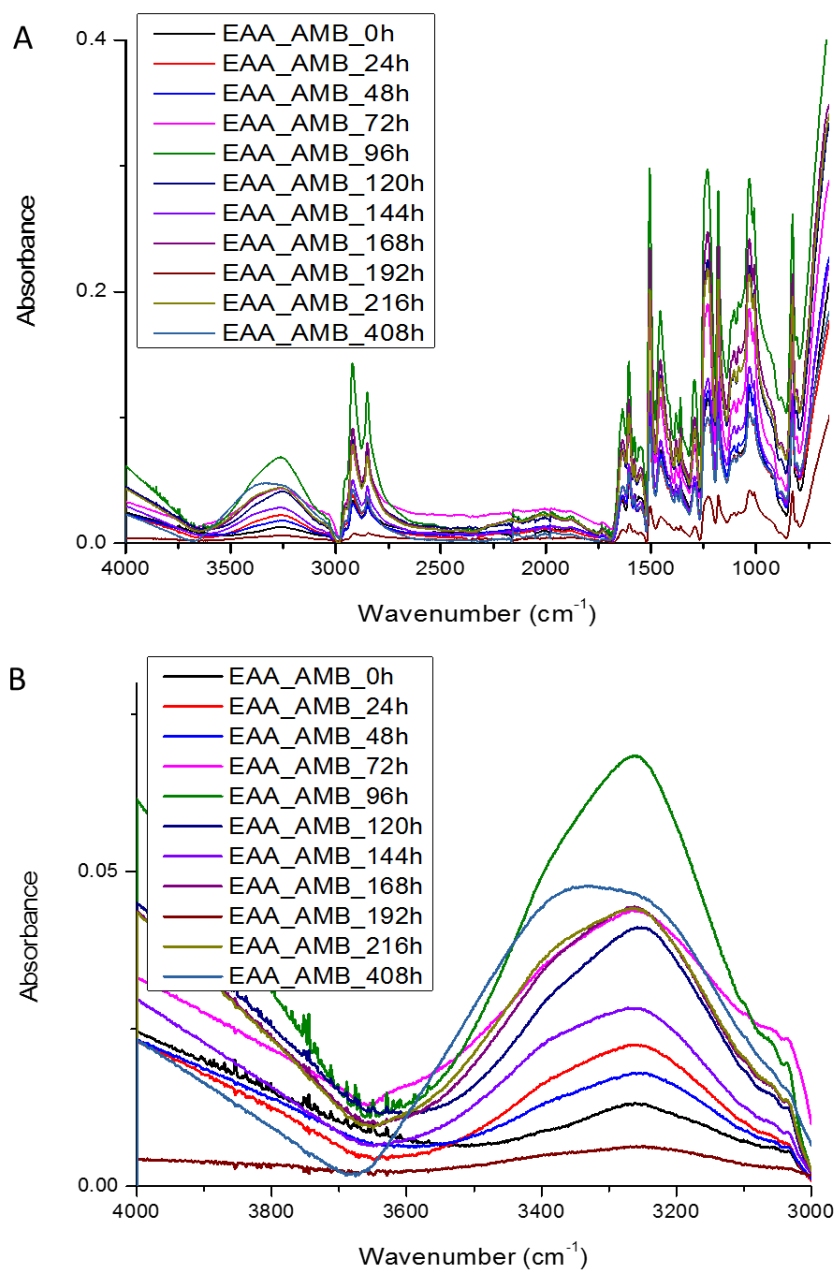 A
0.4
EAA_AMB_0h
EAA_AMB_24h
EAA_AMB_48h
EAA_AMB_72h
EAA_AMB_96h
EAA_AMB_120h
EAA_AMB_144h
EAA_AMB_168h
EAA_AMB_192h
EAA_AMB_216h
EAA_AMB_408h
Absorbance
0.2
0.0
4000 3500 3000 2500 2000 1500 1000
Wavenumber (cm⁻¹)
B
EAA_AMB_0h
EAA_AMB_24h
EAA_AMB_48h
EAA_AMB_72h
EAA_AMB_96h
EAA_AMB_120h
EAA_AMB_144h
EAA_AMB_168h
EAA_AMB_192h
EAA_AMB_216h
EAA_AMB_408h
Absorbance
0.05
0.00
4000 3800 3600 3400 3200 3000
Wavenumber (cm⁻¹)